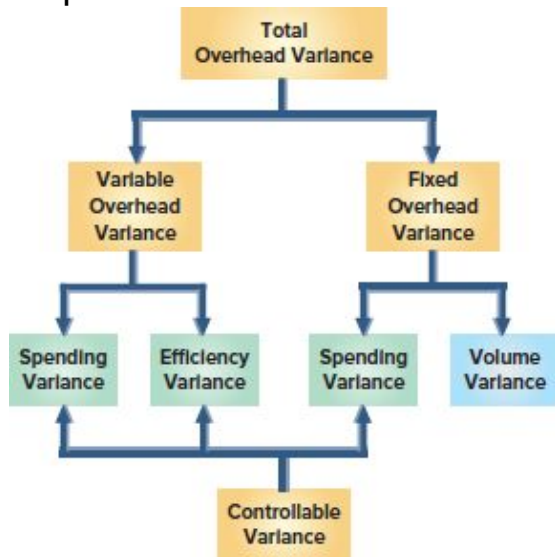 Total
Overhead Variance
Variable
Overhead
Variance
Fixed
Overhead
Variance
Spending
Variance
Efficiency
Variance
Spending
Variance
Volume
Variance
Controllable
Variance